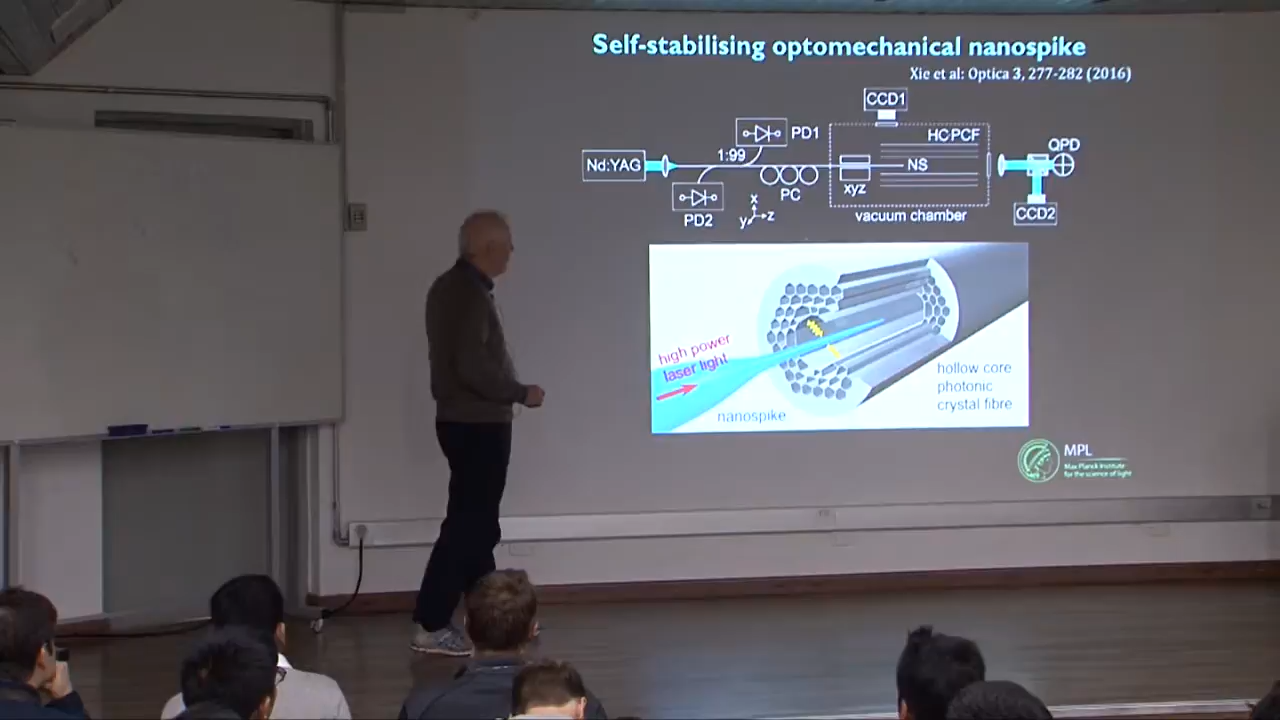 Self-stabilising optomechanical nanospike
Xie et al: Optica 3, 277-282 (2016)
CCD1
PD1
HC-PCF
QPD
Nd:YAG
1:99
NS
PC
xyz
PD2
x
y
z
vacuum chamber
CCD2
high power
laser light
nanospike
hollow core
photonic
crystal fibre
MPL
Max Planck Institute
for the science of light